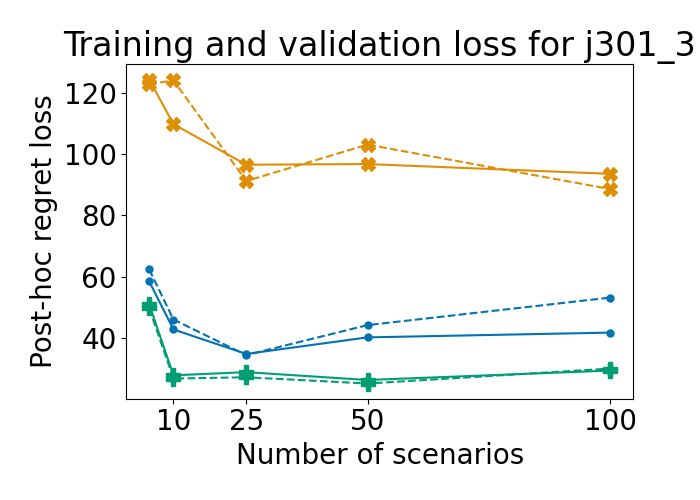 Training and validation loss for j301_3
Post-hoc regret loss
120
100
80
60
40
10 25 50 100
Number of scenarios